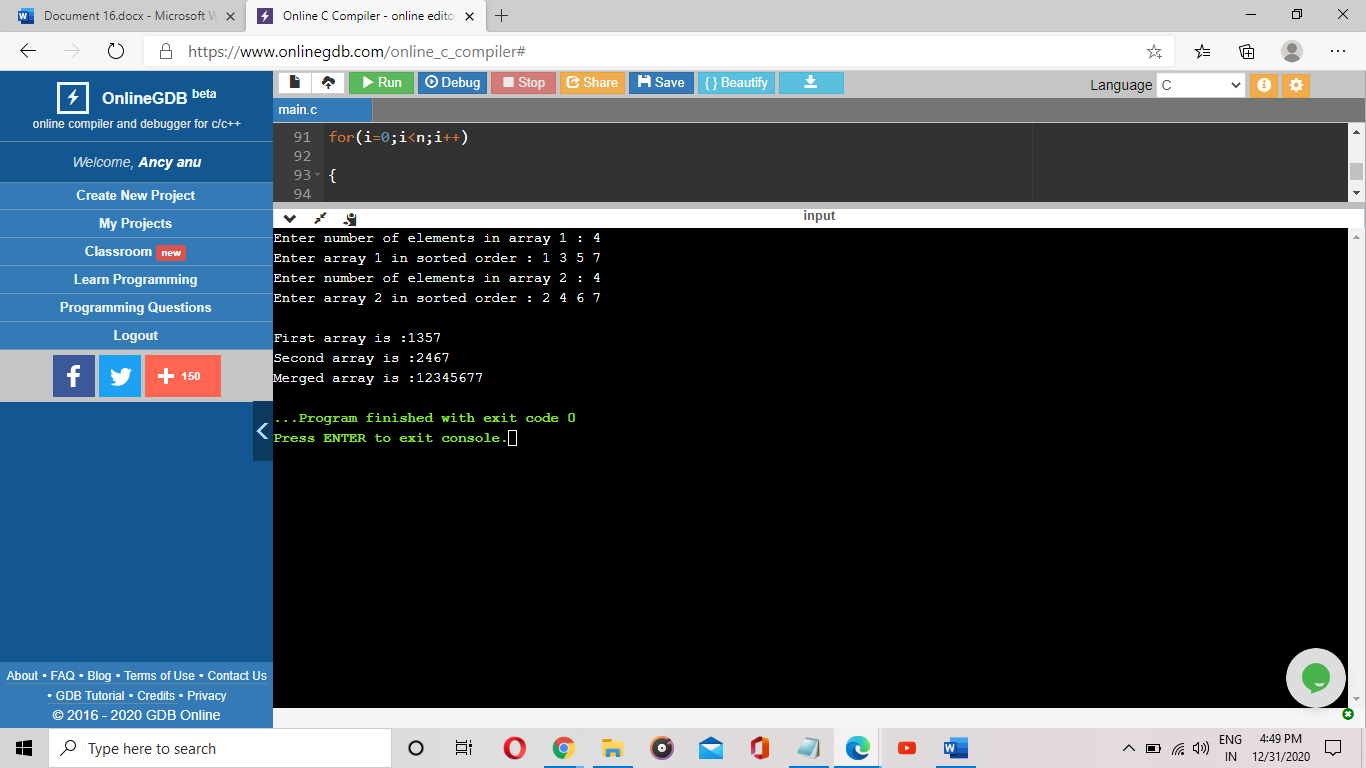 Document 16.docx - Microsoft W
Online C Compiler - online edito
https://www.onlinegdb.com/online_c_compiler#
OnlineGDB beta
online compiler and debugger for c/c++
Welcome, Ancy anu
Create New Project
My Projects
Classroom new
Learn Programming
Programming Questions
Logout
150
About • FAQ • Blog • Terms of Use • Contact Us
• GDB Tutorial • Credits • Privacy
© 2016 - 2020 GDB Online
Run Debug Stop Share Save {} Beautify
Language C
main.c
91 for(i=0;i<n;i++)
92
93 {
94
input
Enter number of elements in array 1 : 4
Enter array 1 in sorted order : 1 3 5 7
Enter number of elements in array 2 : 4
Enter array 2 in sorted order : 2 4 6 7
First array is :1357
Second array is :2467
Merged array is :12345677
...Program finished with exit code 0
Press ENTER to exit console.
Type here to search
ENG
IN
4:49 PM
12/31/2020